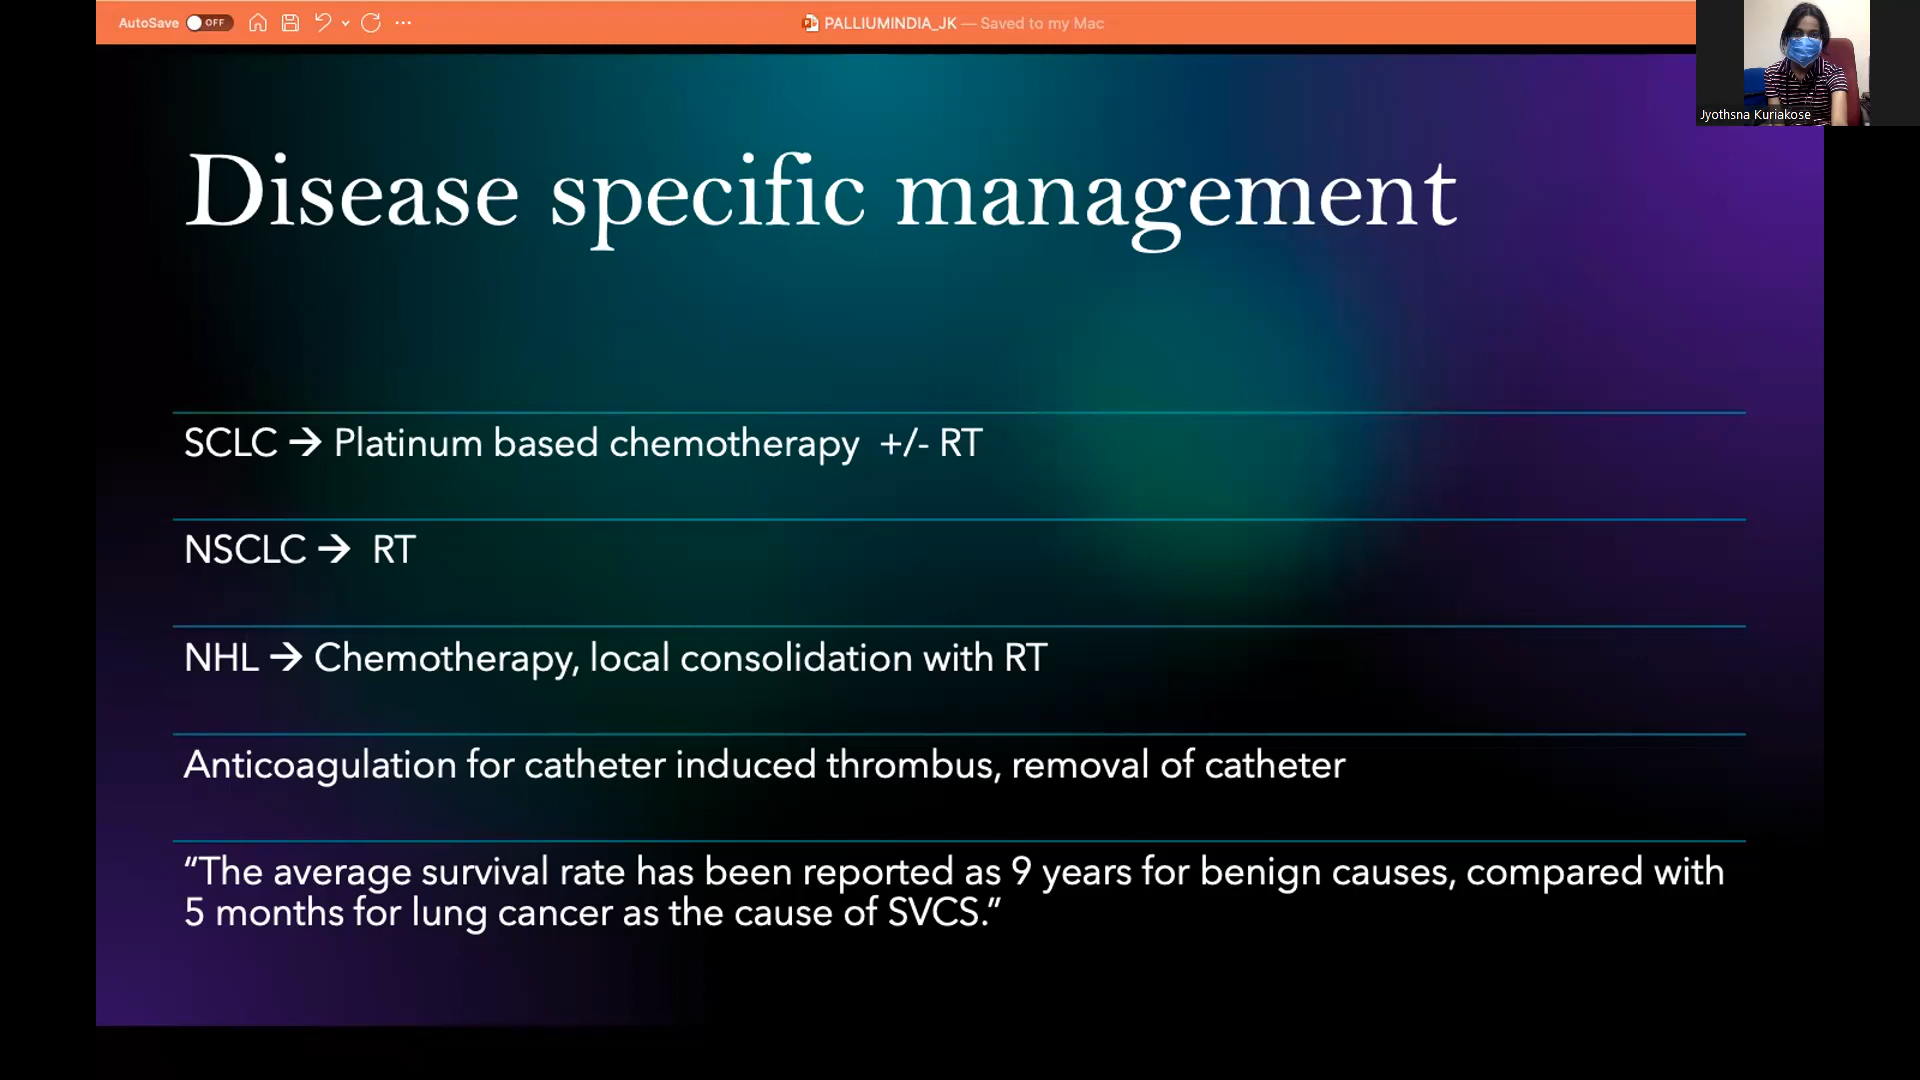 AutoSave OFF PALLIUMINDIA_JK — Saved to my Mac
Jyothsna Kuriakose
Disease specific management
SCLC → Platinum based chemotherapy +/- RT
NSCLC → RT
NHL → Chemotherapy, local consolidation with RT
Anticoagulation for catheter induced thrombus, removal of catheter
“The average survival rate has been reported as 9 years for benign causes, compared with
5 months for lung cancer as the cause of SVCS.”